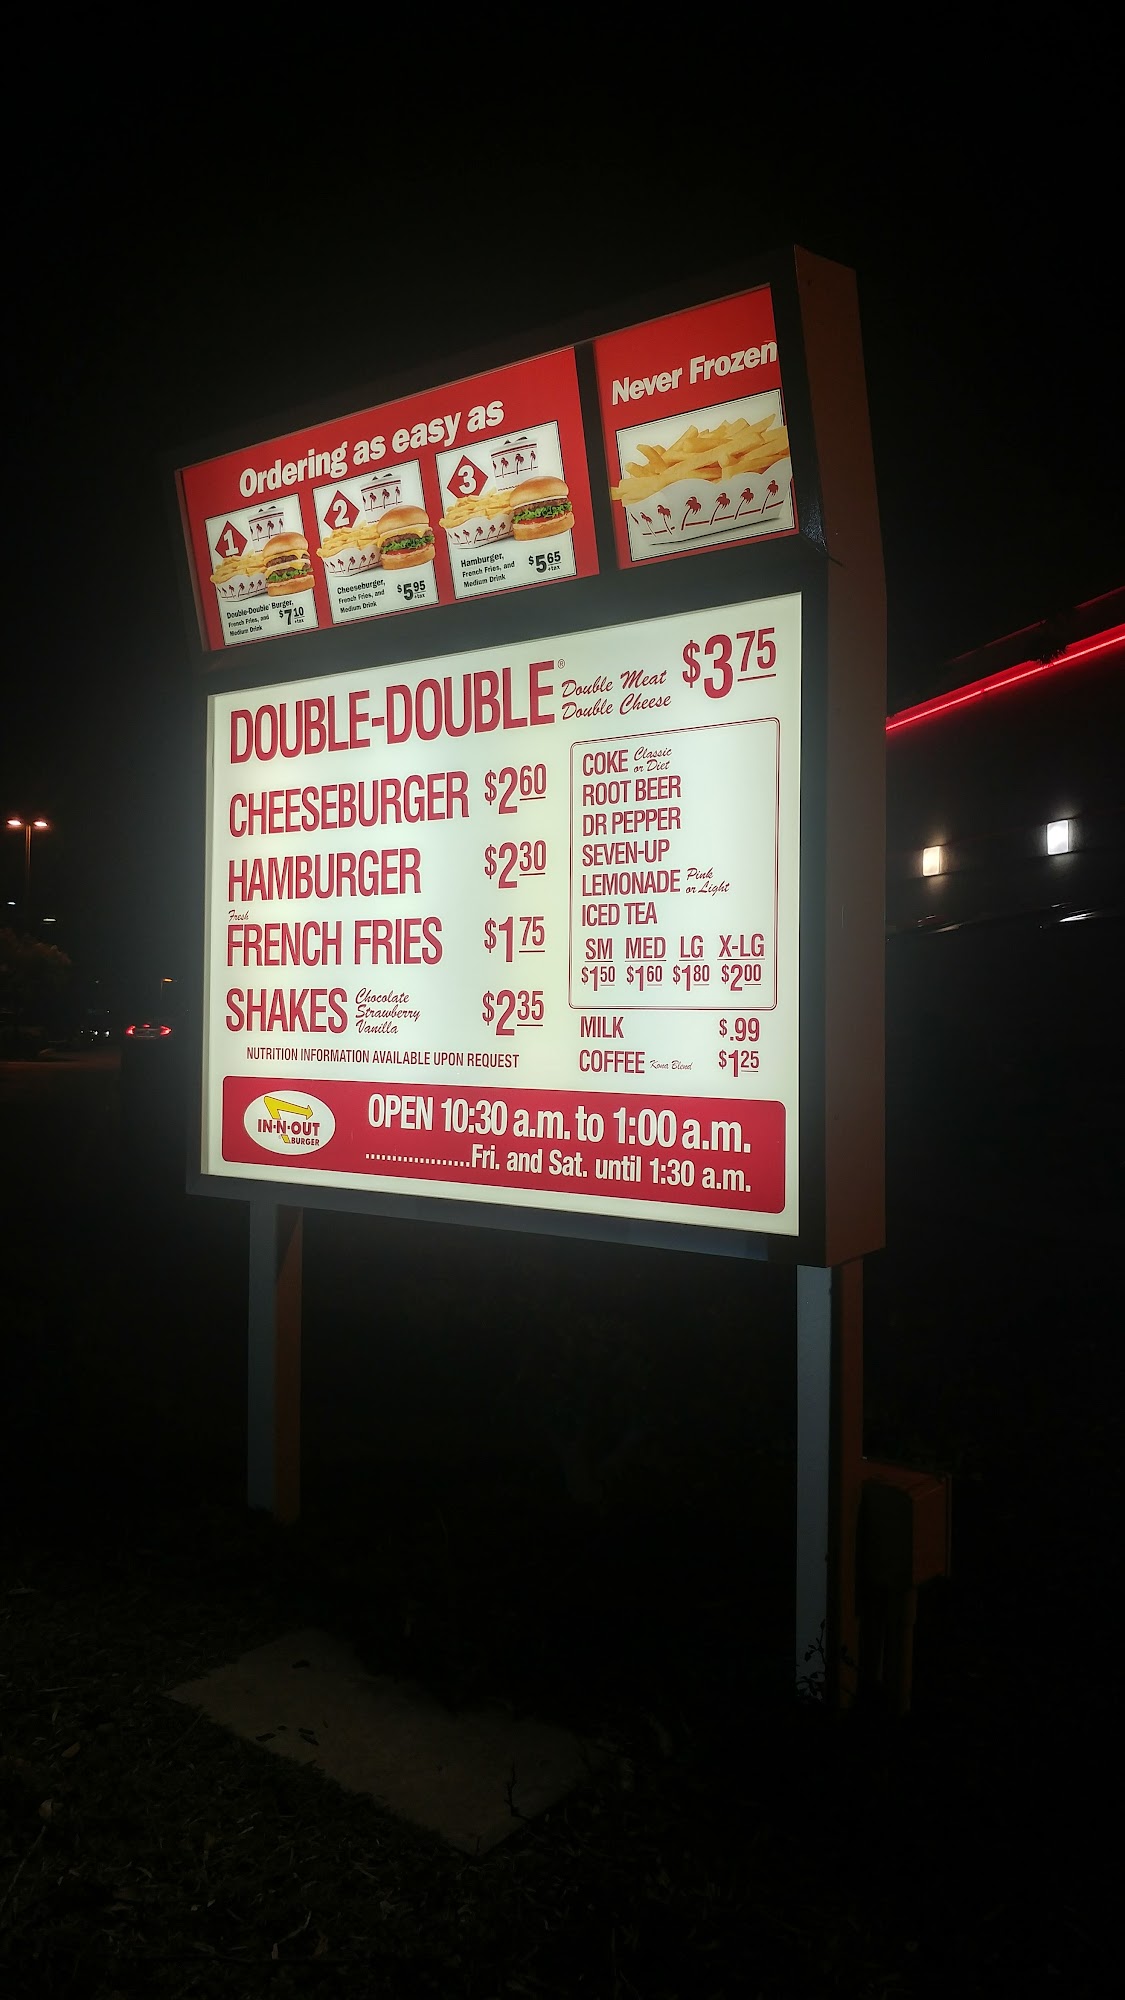 Ordering as easy as
1
Double-Double® Burger,
French Fries, and
Medium Drink
$7.10
+tax
2
Cheeseburger,
French Fries, and
Medium Drink
$5.95
+tax
3
Hamburger,
French Fries, and
Medium Drink
$5.65
+tax
Never Frozen
DOUBLE-DOUBLE® Double Meat Double Cheese $3.75
CHEESEBURGER $2.60
HAMBURGER $2.30
Fresh
FRENCH FRIES $1.75
SHAKES Chocolate Strawberry Vanilla $2.35
NUTRITION INFORMATION AVAILABLE UPON REQUEST
COKE Classic or Diet
ROOT BEER
DR PEPPER
SEVEN-UP
LEMONADE Pink or Light
ICED TEA
SM MED LG X-LG
$1.50 $1.60 $1.80 $2.00
MILK $.99
COFFEE Kona Blend $1.25
IN-N-OUT
BURGER
OPEN 10:30 a.m. to 1:00 a.m.
...................Fri. and Sat. until 1:30 a.m.